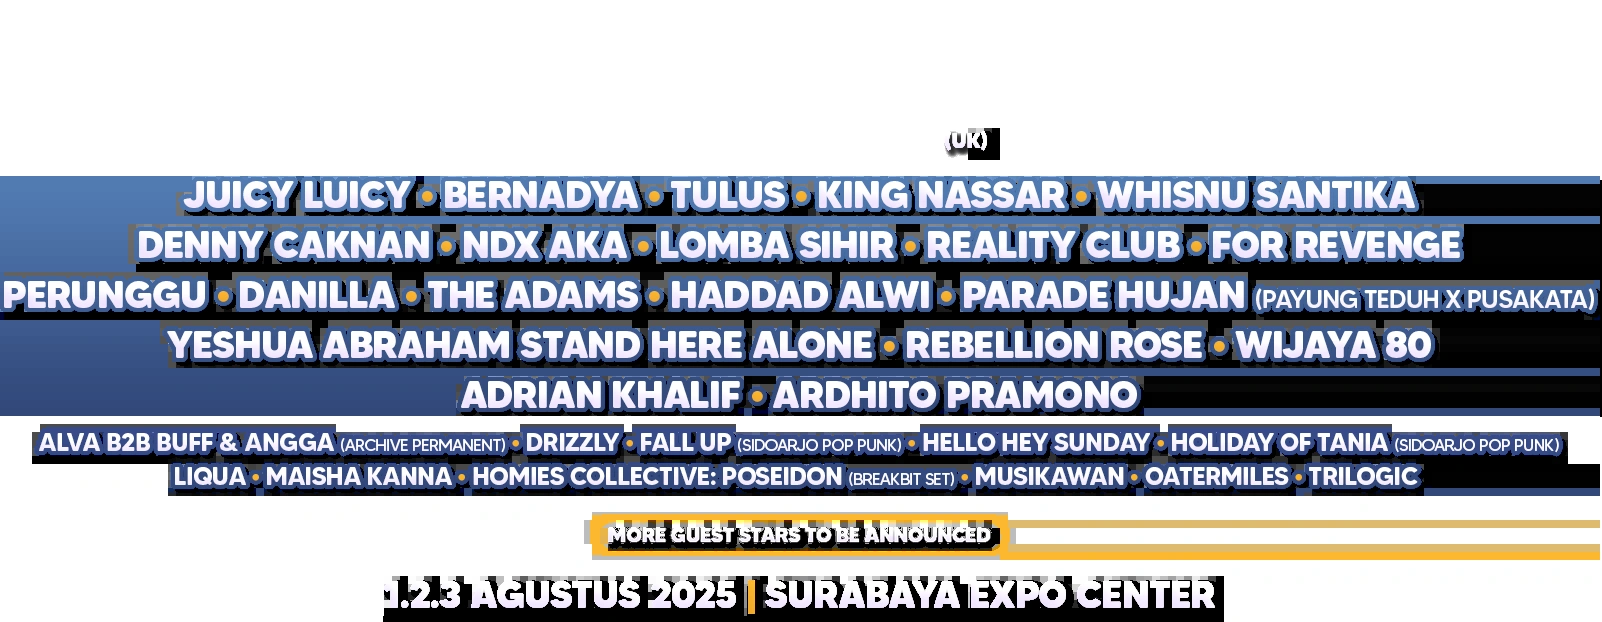 (UK)
JUICY LUICY • BERNADYA • TULUS • KING NASSAR • WHISNU SANTIKA
DENNY CAKNAN • NDX AKA • LOMBA SIHIR • REALITY CLUB • FOR REVENGE
PERUNGGU • DANILLA • THE ADAMS • HADDAD ALWI • PARADE HUJAN (PAYUNG TEDUH X PUSAKATA)
YESHUA ABRAHAM STAND HERE ALONE • REBELLION ROSE • WIJAYA 80
ADRIAN KHALIF • ARDHITO PRAMONO
ALVA B2B BUFF & ANGGA (ARCHIVE PERMANENT) • DRIZZLY • FALL UP (SIDOARJO POP PUNK) • HELLO HEY SUNDAY • HOLIDAY OF TANIA (SIDOARJO POP PUNK)
LIQUA • MAISHA KANNA • HOMIES COLLECTIVE: POSEIDON (BREAKBIT SET) • MUSIKAWAN • OATERMILES • TRILOGIC
MORE GUEST STARS TO BE ANNOUNCED
1.2.3 AGUSTUS 2025 | SURABAYA EXPO CENTER